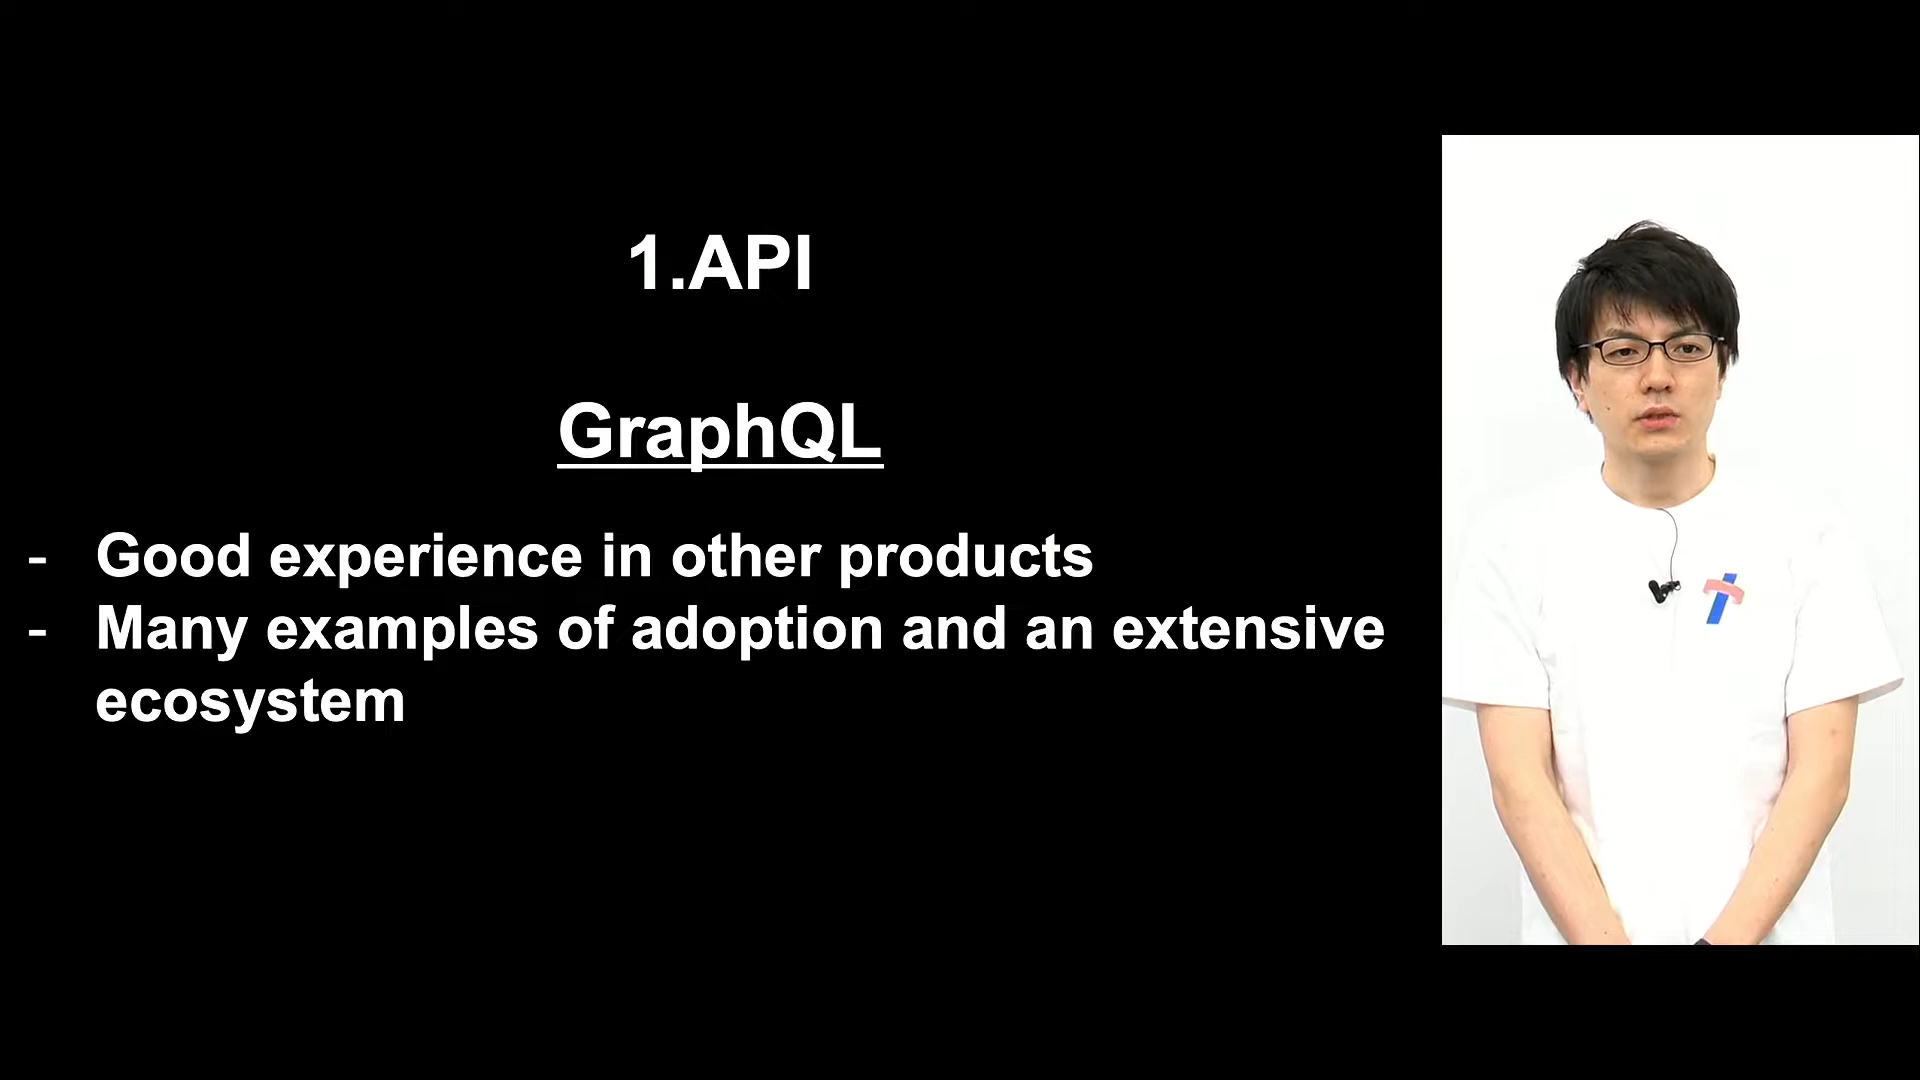 1.API
GraphQL
- Good experience in other products
- Many examples of adoption and an extensive
ecosystem